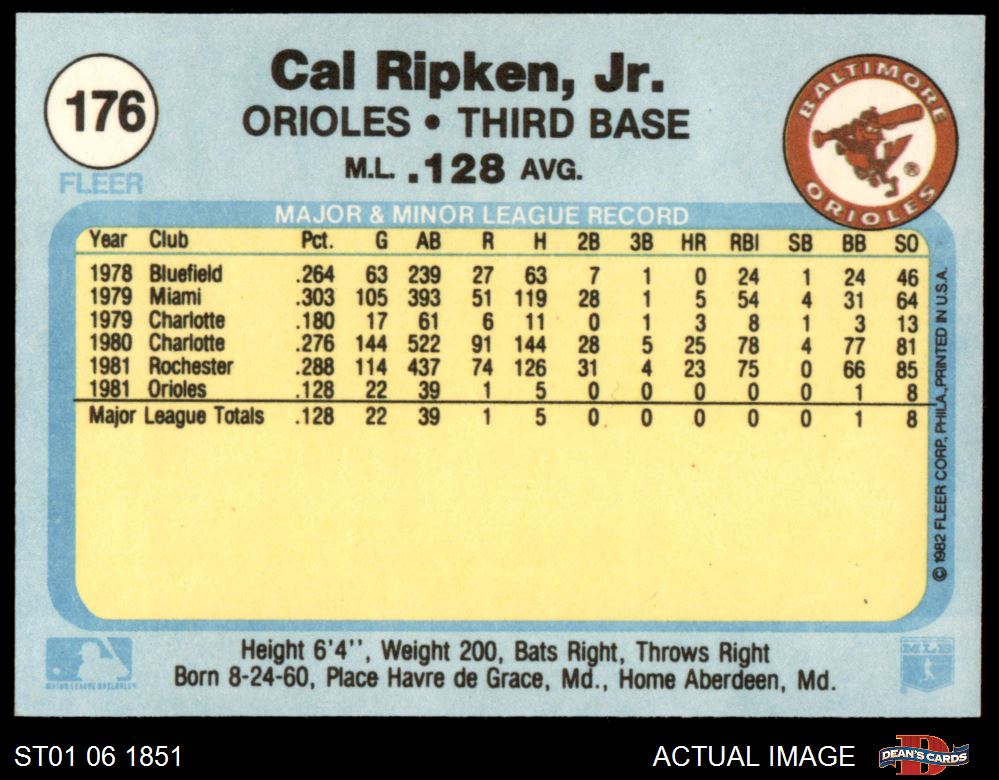 176
FLEER
Cal Ripken, Jr.
ORIOLES • THIRD BASE
M.L. .128 AVG.
BALTIMORE
ORIOLES
®
MAJOR & MINOR LEAGUE RECORD
Year Club Pct. G AB R H 2B 3B HR RBI SB BB SO
1978 Bluefield .264 63 239 27 63 7 1 0 24 1 24 46
1979 Miami .303 105 393 51 119 28 1 5 54 4 31 64
1979 Charlotte .180 17 61 6 11 0 1 3 8 1 3 13
1980 Charlotte .276 144 522 91 144 28 5 25 78 4 77 81
1981 Rochester .288 114 437 74 126 31 4 23 75 0 66 85
1981 Orioles .128 22 39 1 5 0 0 0 0 0 1 8
Major League Totals .128 22 39 1 5 0 0 0 0 0 1 8
© 1982 FLEER CORP., PHILA., PRINTED IN U.S.A.
Height 6'4'', Weight 200, Bats Right, Throws Right
Born 8-24-60, Place Havre de Grace, Md., Home Aberdeen, Md.
MAJOR LEAGUE BASEBALL
MLB
ST01 06 1851
ACTUAL IMAGE
DEAN'S CARDS